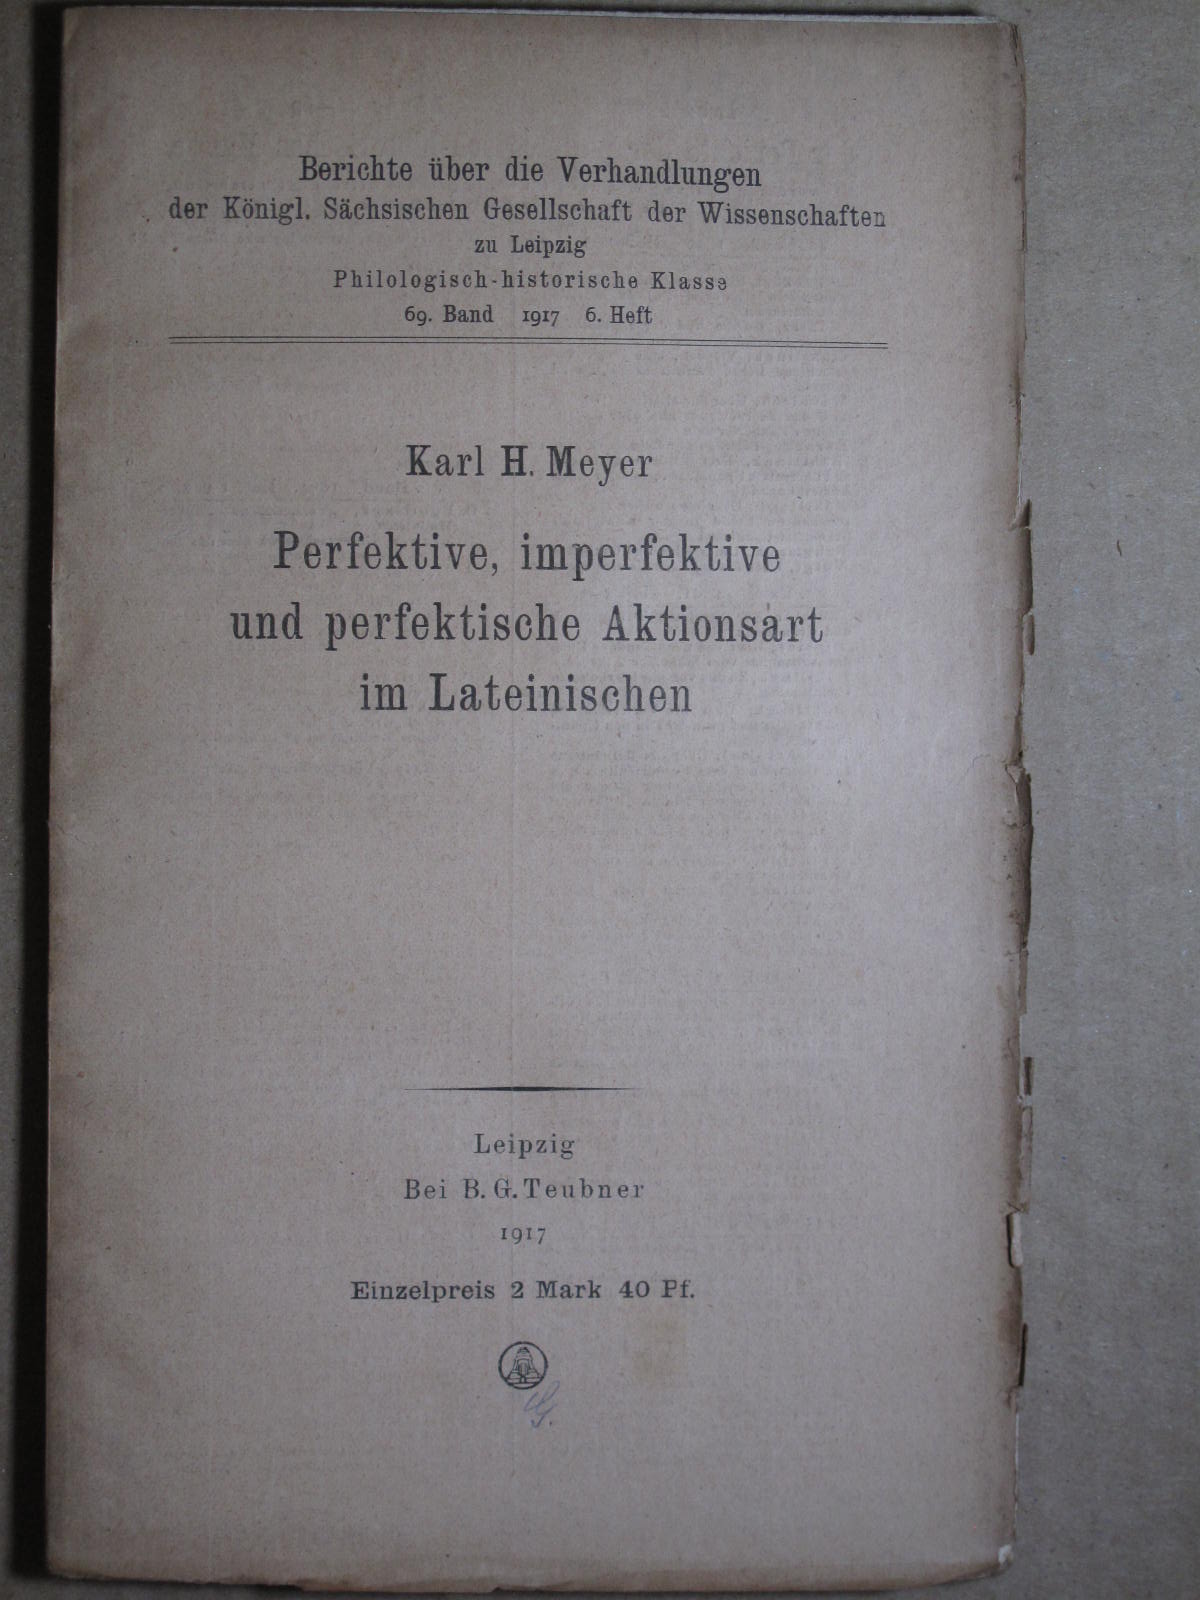 Berichte über die Verhandlungen
der Königl. Sächsischen Gesellschaft der Wissenschaften
zu Leipzig
Philologisch-historische Klasse
69. Band 1917 6. Heft
Karl H. Meyer
Perfektive, imperfektive
und perfektische Aktionsart
im Lateinischen
Leipzig
Bei B. G. Teubner
1917
Einzelpreis 2 Mark 40 Pf.